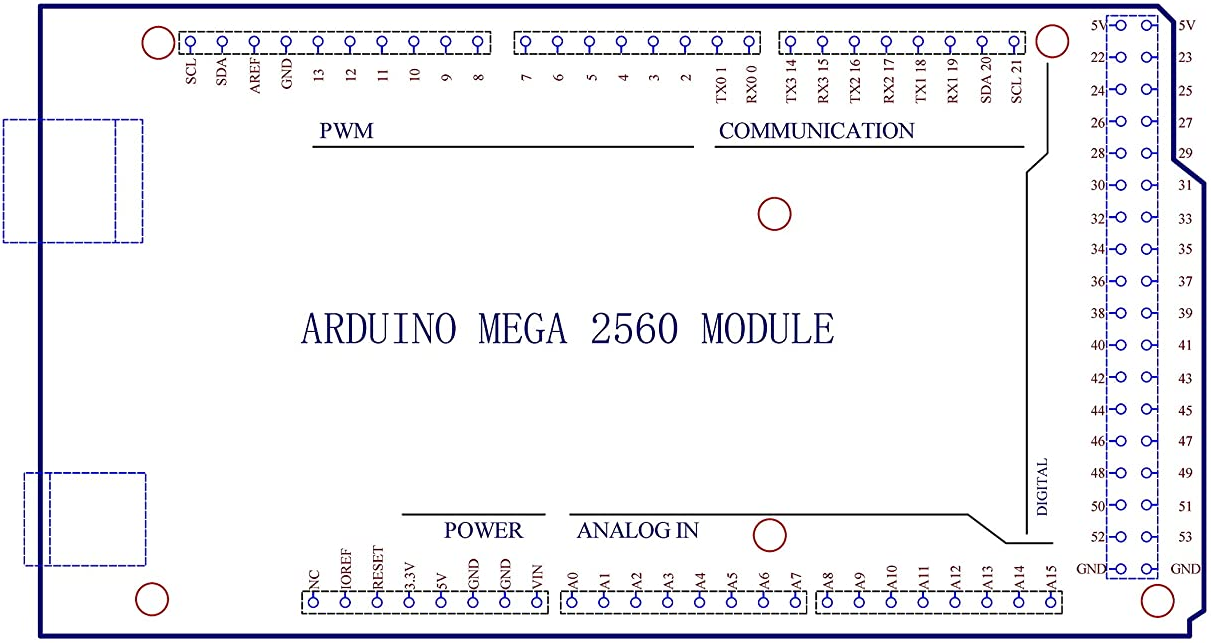 SCL SDA AREF GND 13 12 11 10 9 8 7 6 5 4 3 2 TX0 1 RX0 0 TX3 14 RX3 15 TX2 16 RX2 17 TX1 18 RX1 19 SDA 20 SCL 21
PWM COMMUNICATION
5V 5V
22 23
24 25
26 27
28 29
30 31
32 33
34 35
36 37
38 39
40 41
42 43
44 45
46 47
48 49
50 51
52 53
GND GND
ARDUINO MEGA 2560 MODULE
DIGITAL
POWER ANALOG IN
NC IOREF RESET 3.3V 5V GND GND VIN A0 A1 A2 A3 A4 A5 A6 A7 A8 A9 A10 A11 A12 A13 A14 A15